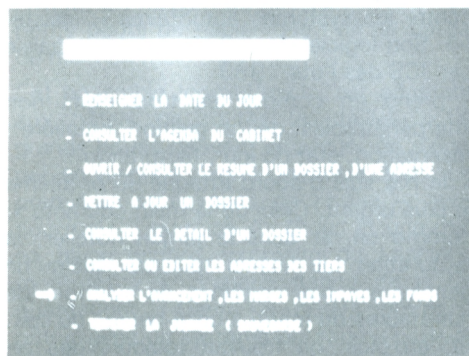 - RENSEIGNER LA DATE DU JOUR
- CONSULTER L'AGENDA DU CABINET
- OUVRIR / CONSULTER LE RESUME D'UN DOSSIER ,D'UNE ADRESSE
- METTRE A JOUR UN DOSSIER
- CONSULTER LE DETAIL D'UN DOSSIER
- CONSULTER OU EDITER LES ADRESSES DES TIERS
- ANALYSER L'AVANCEMENT ,LES MARGES ,LES IMPAYES ,LES FONDS
- TERMINER LA JOURNEE ( SAUVEGARDE )